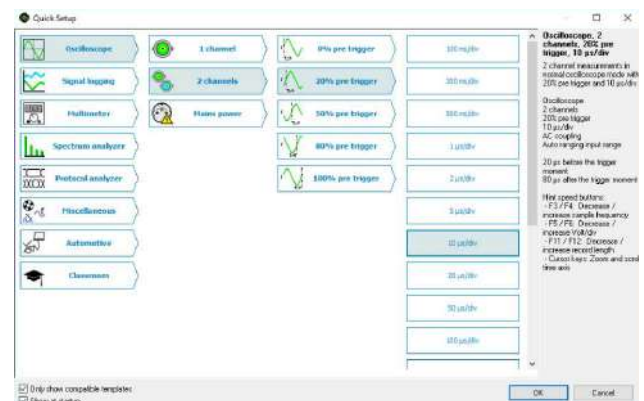 Quick Setup
Oscilloscope
Signal logging
Multimeter
Spectrum analyzer
Protocol analyzer
Miscellaneous
Automotive
Classroom
1 channel
2 channels
Mains power
0% pre trigger
20% pre trigger
50% pre trigger
80% pre trigger
100% pre trigger
100 ns/div
200 ns/div
500 ns/div
1 µs/div
2 µs/div
5 µs/div
10 µs/div
20 µs/div
50 µs/div
100 µs/div
Oscilloscope, 2
channels, 20% pre
trigger, 10 µs/div
2 channel measurements in
normal oscilloscope mode with
20% pre trigger and 10 µs/div
Oscilloscope
2 channels
20% pre trigger
10 µs/div
AC coupling
Auto ranging input range
20 µs before the trigger
moment
80 µs after the trigger moment
Hint speed buttons:
- F3 / F4: Decrease /
increase sample frequency
- F5 / F6: Decrease /
increase Volt/div
- F11 / F12: Decrease /
increase record length
- Cursor keys: Zoom and scroll
time axis
Only show compatible templates
Show at startup
OK
Cancel